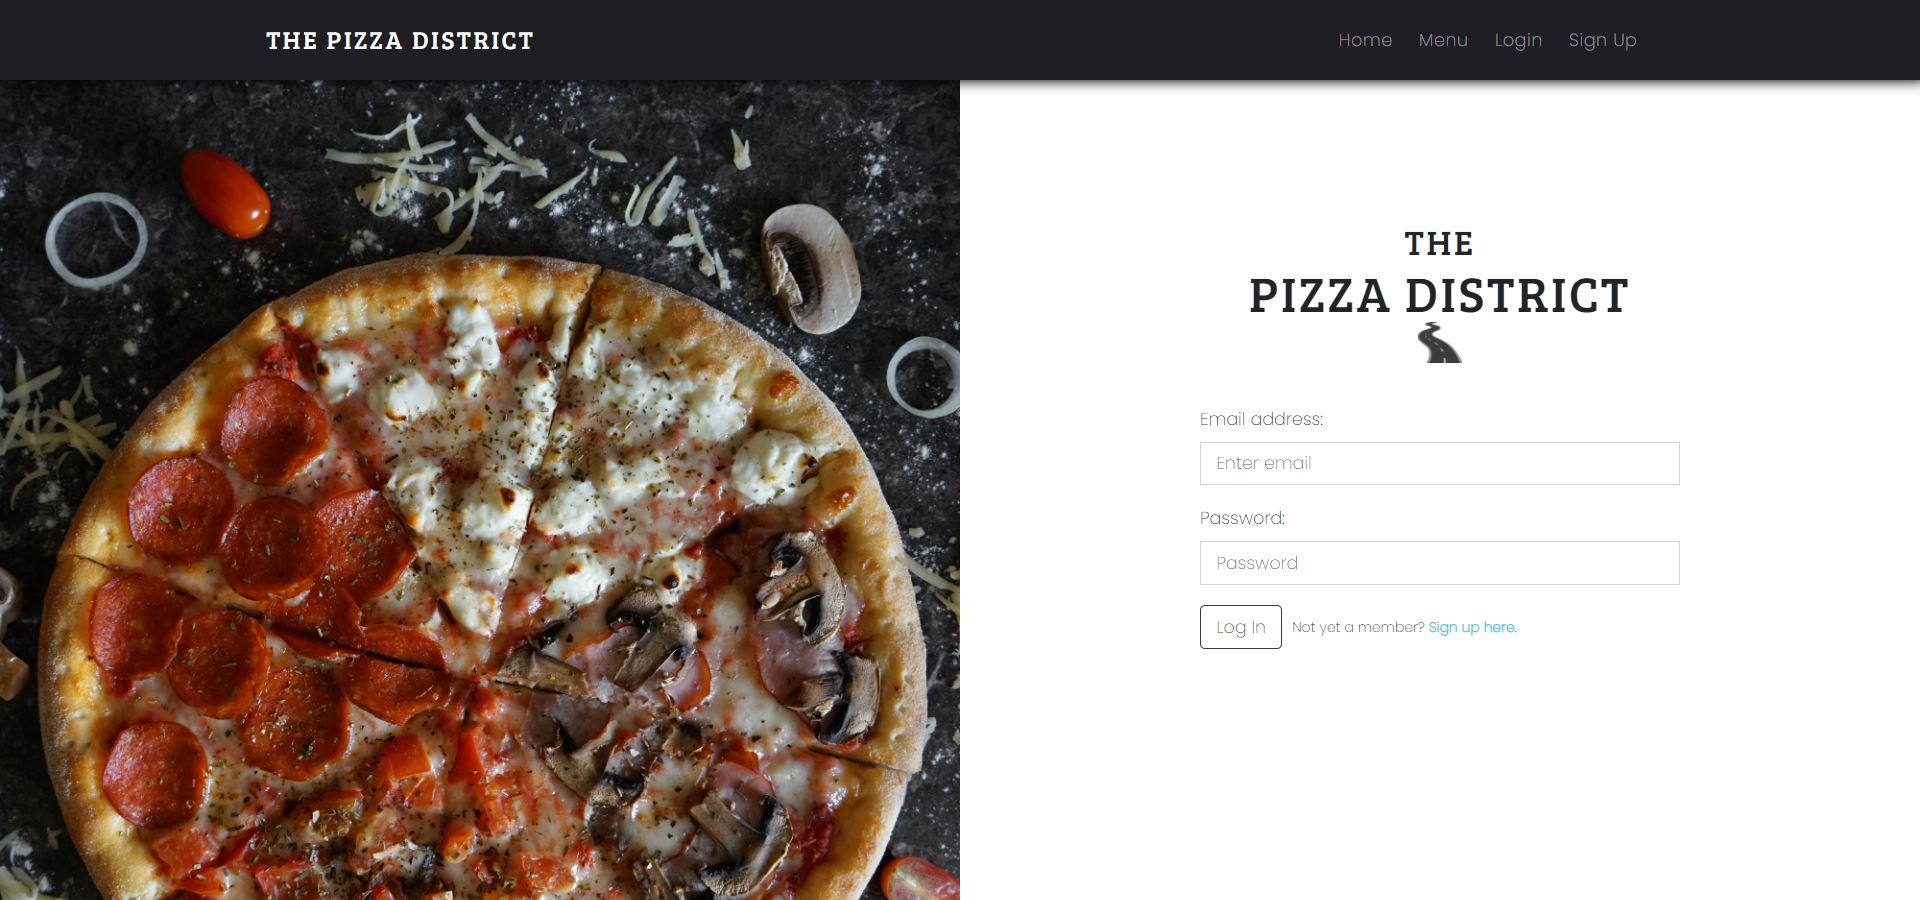 THE PIZZA DISTRICT
Home Menu Login Sign Up
THE
PIZZA DISTRICT
Email address:
Enter email
Password:
Password
Log In Not yet a member? Sign up here.